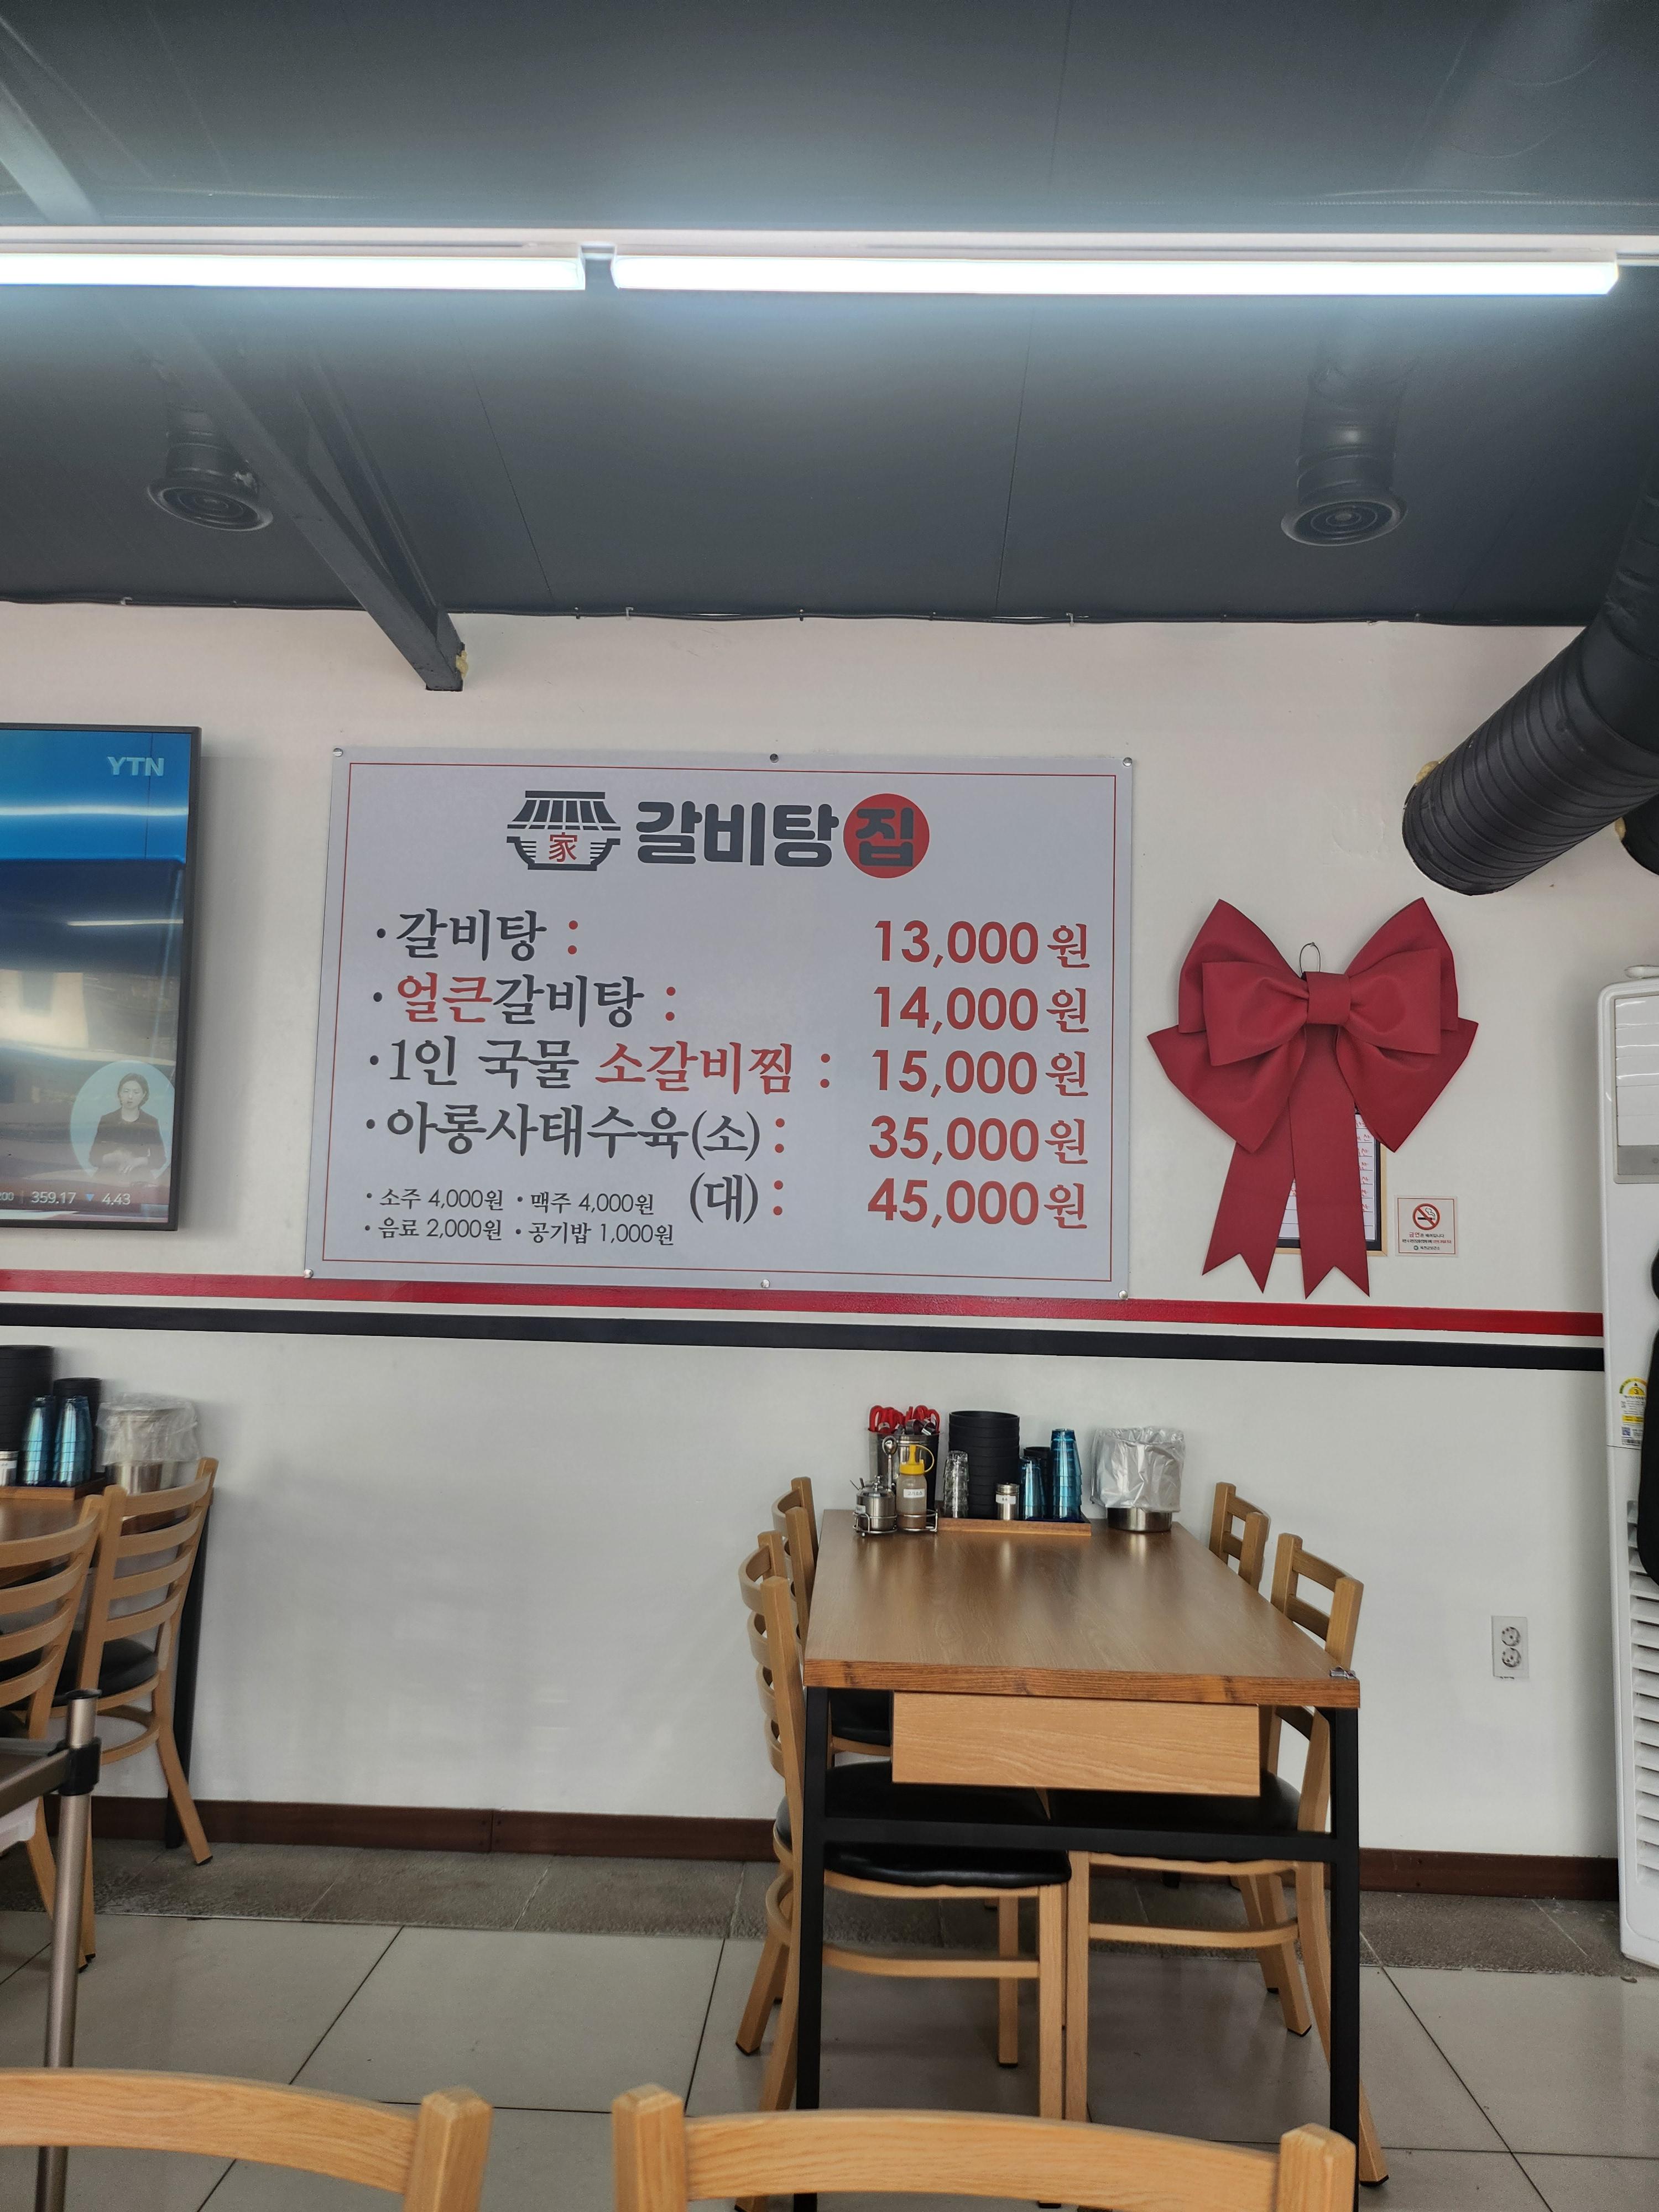 YTN
359.17 ▼ 4.43
家 갈비탕집
·갈비탕 : 13,000원
·얼큰갈비탕 : 14,000원
·1인 국물 소갈비찜 : 15,000원
·아롱사태수육(소) : 35,000원
(대) : 45,000원
·소주 4,000원 ·맥주 4,000원
·음료 2,000원 ·공기밥 1,000원